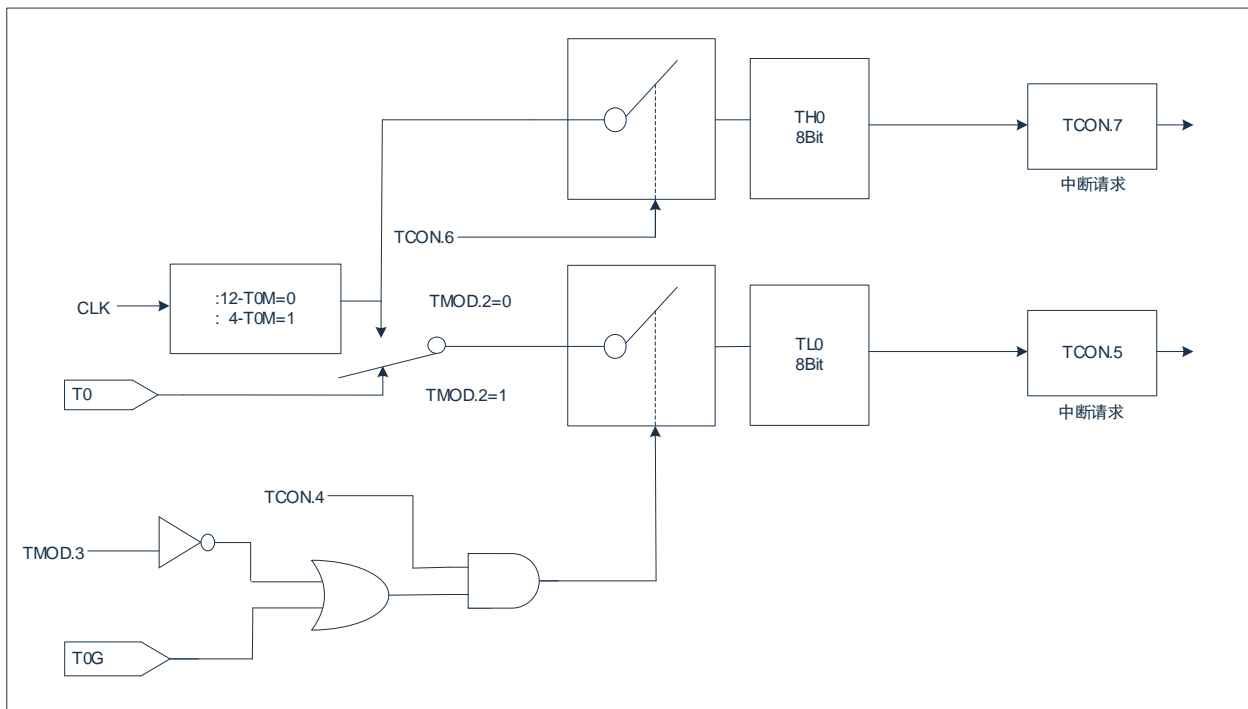 TH0
8Bit
TCON.7
中断请求
TCON.6
CLK
:12-T0M=0
: 4-T0M=1
TMOD.2=0
TL0
8Bit
TCON.5
中断请求
T0
TMOD.2=1
TCON.4
TMOD.3
T0G